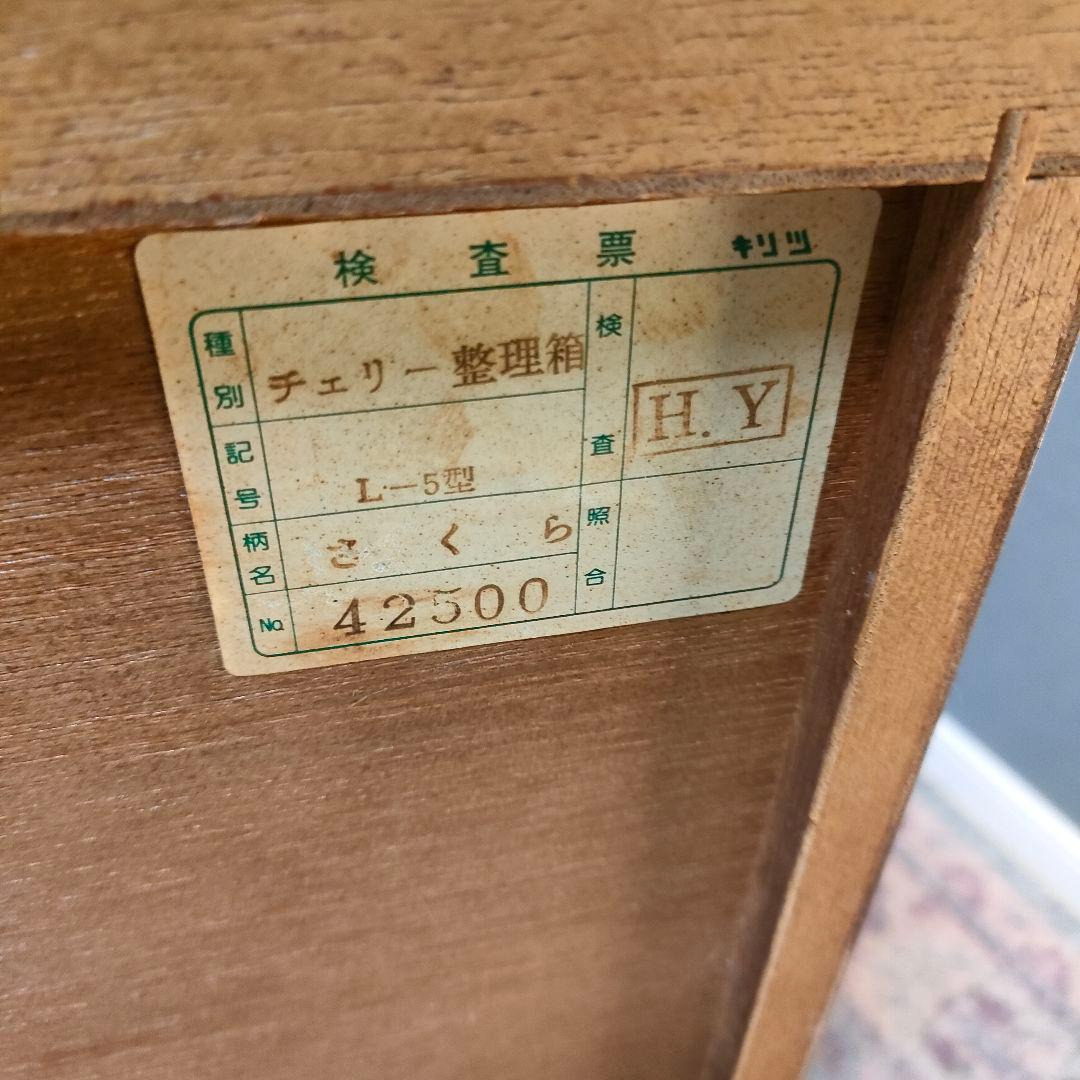 検査票 キリツ
種別 チェリー整理箱
記号 L-5型
柄名 さくら
No. 42500
検査 H.Y
照合